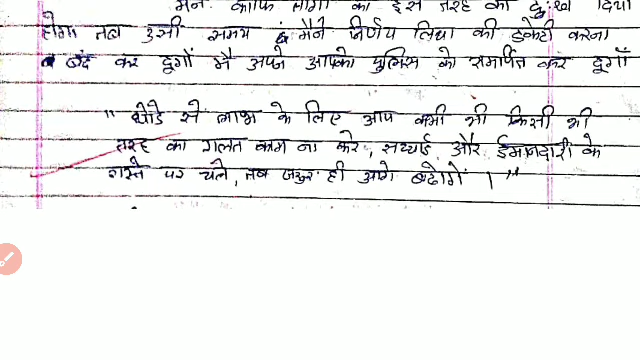 मैने काफि लोगो को इस तरह का दुःख दिया
होगा तब उसी समय मैने निर्णय लिया की डकेती करना
बंद कर दूगाँ मै अपने आपको पुलिस को समर्पित कर दूगाँ
" थोडे से लाभ के लिए आप कभी भी किसी भी
तरह का गलत काम ना करे, सच्चाई और ईमानदारी के
रास्ते पर चले, तब जरुर ही आगे बढोगे । "